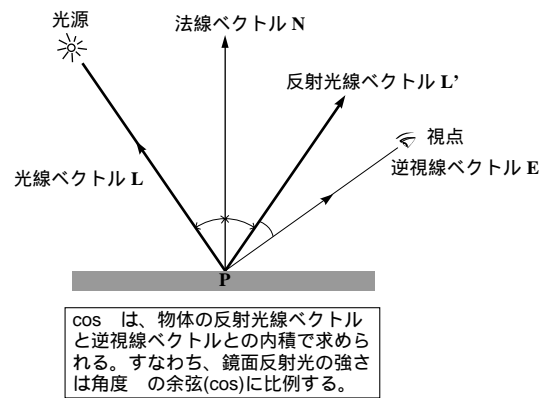 光源
法線ベクトル N
反射光線ベクトル L’
視点
逆視線ベクトル E
光線ベクトル L
P
cos　は、物体の反射光線ベクトル
と逆視線ベクトルとの内積で求めら
れる。すなわち、鏡面反射光の強さ
は角度　の余弦(cos)に比例する。